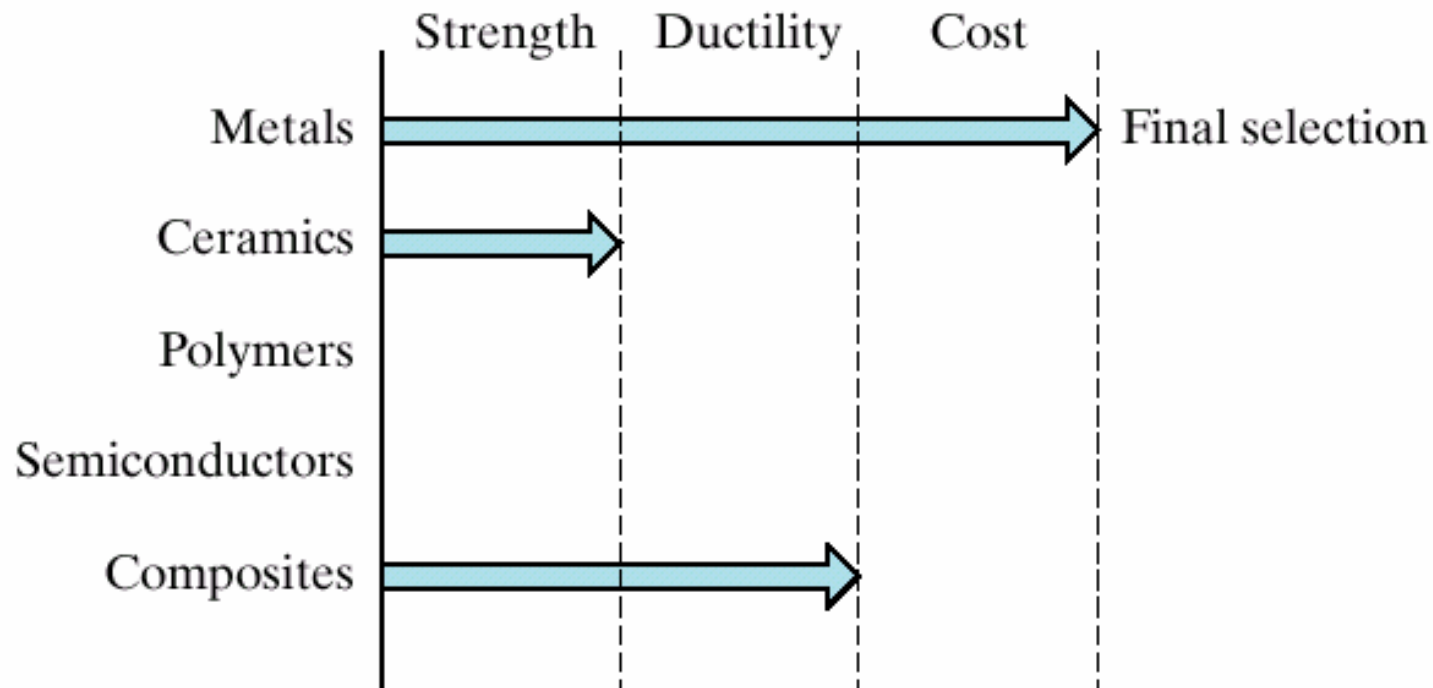 Strength Ductility Cost
Metals Final selection
Ceramics
Polymers
Semiconductors
Composites